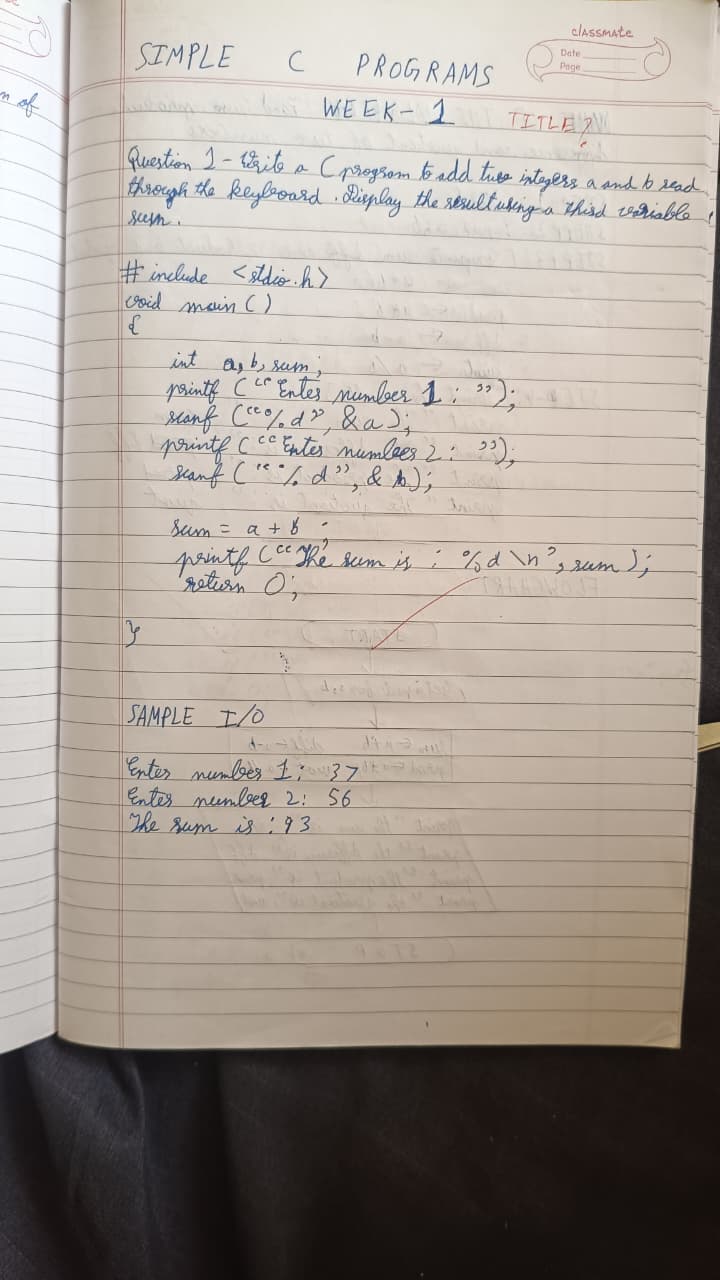 classmate
Date
Page
SIMPLE C PROGRAMS
WEEK-1
TITLE?
n of
Question 1 - Write a C program to add two integers a and b read
through the keyboard. Display the result using a third variable
sum.
# include <stdio.h>
void main ()
{
int a, b, sum;
printf ("Enter number 1: ");
scanf ("%d", &a);
printf ("Enter number 2: ");
scanf ("%d", &b);
sum = a + b;
printf ("The sum is : %d \n", sum);
return 0;
}
SAMPLE I/O
Enter number 1: 37
Enter number 2: 56
The sum is : 93